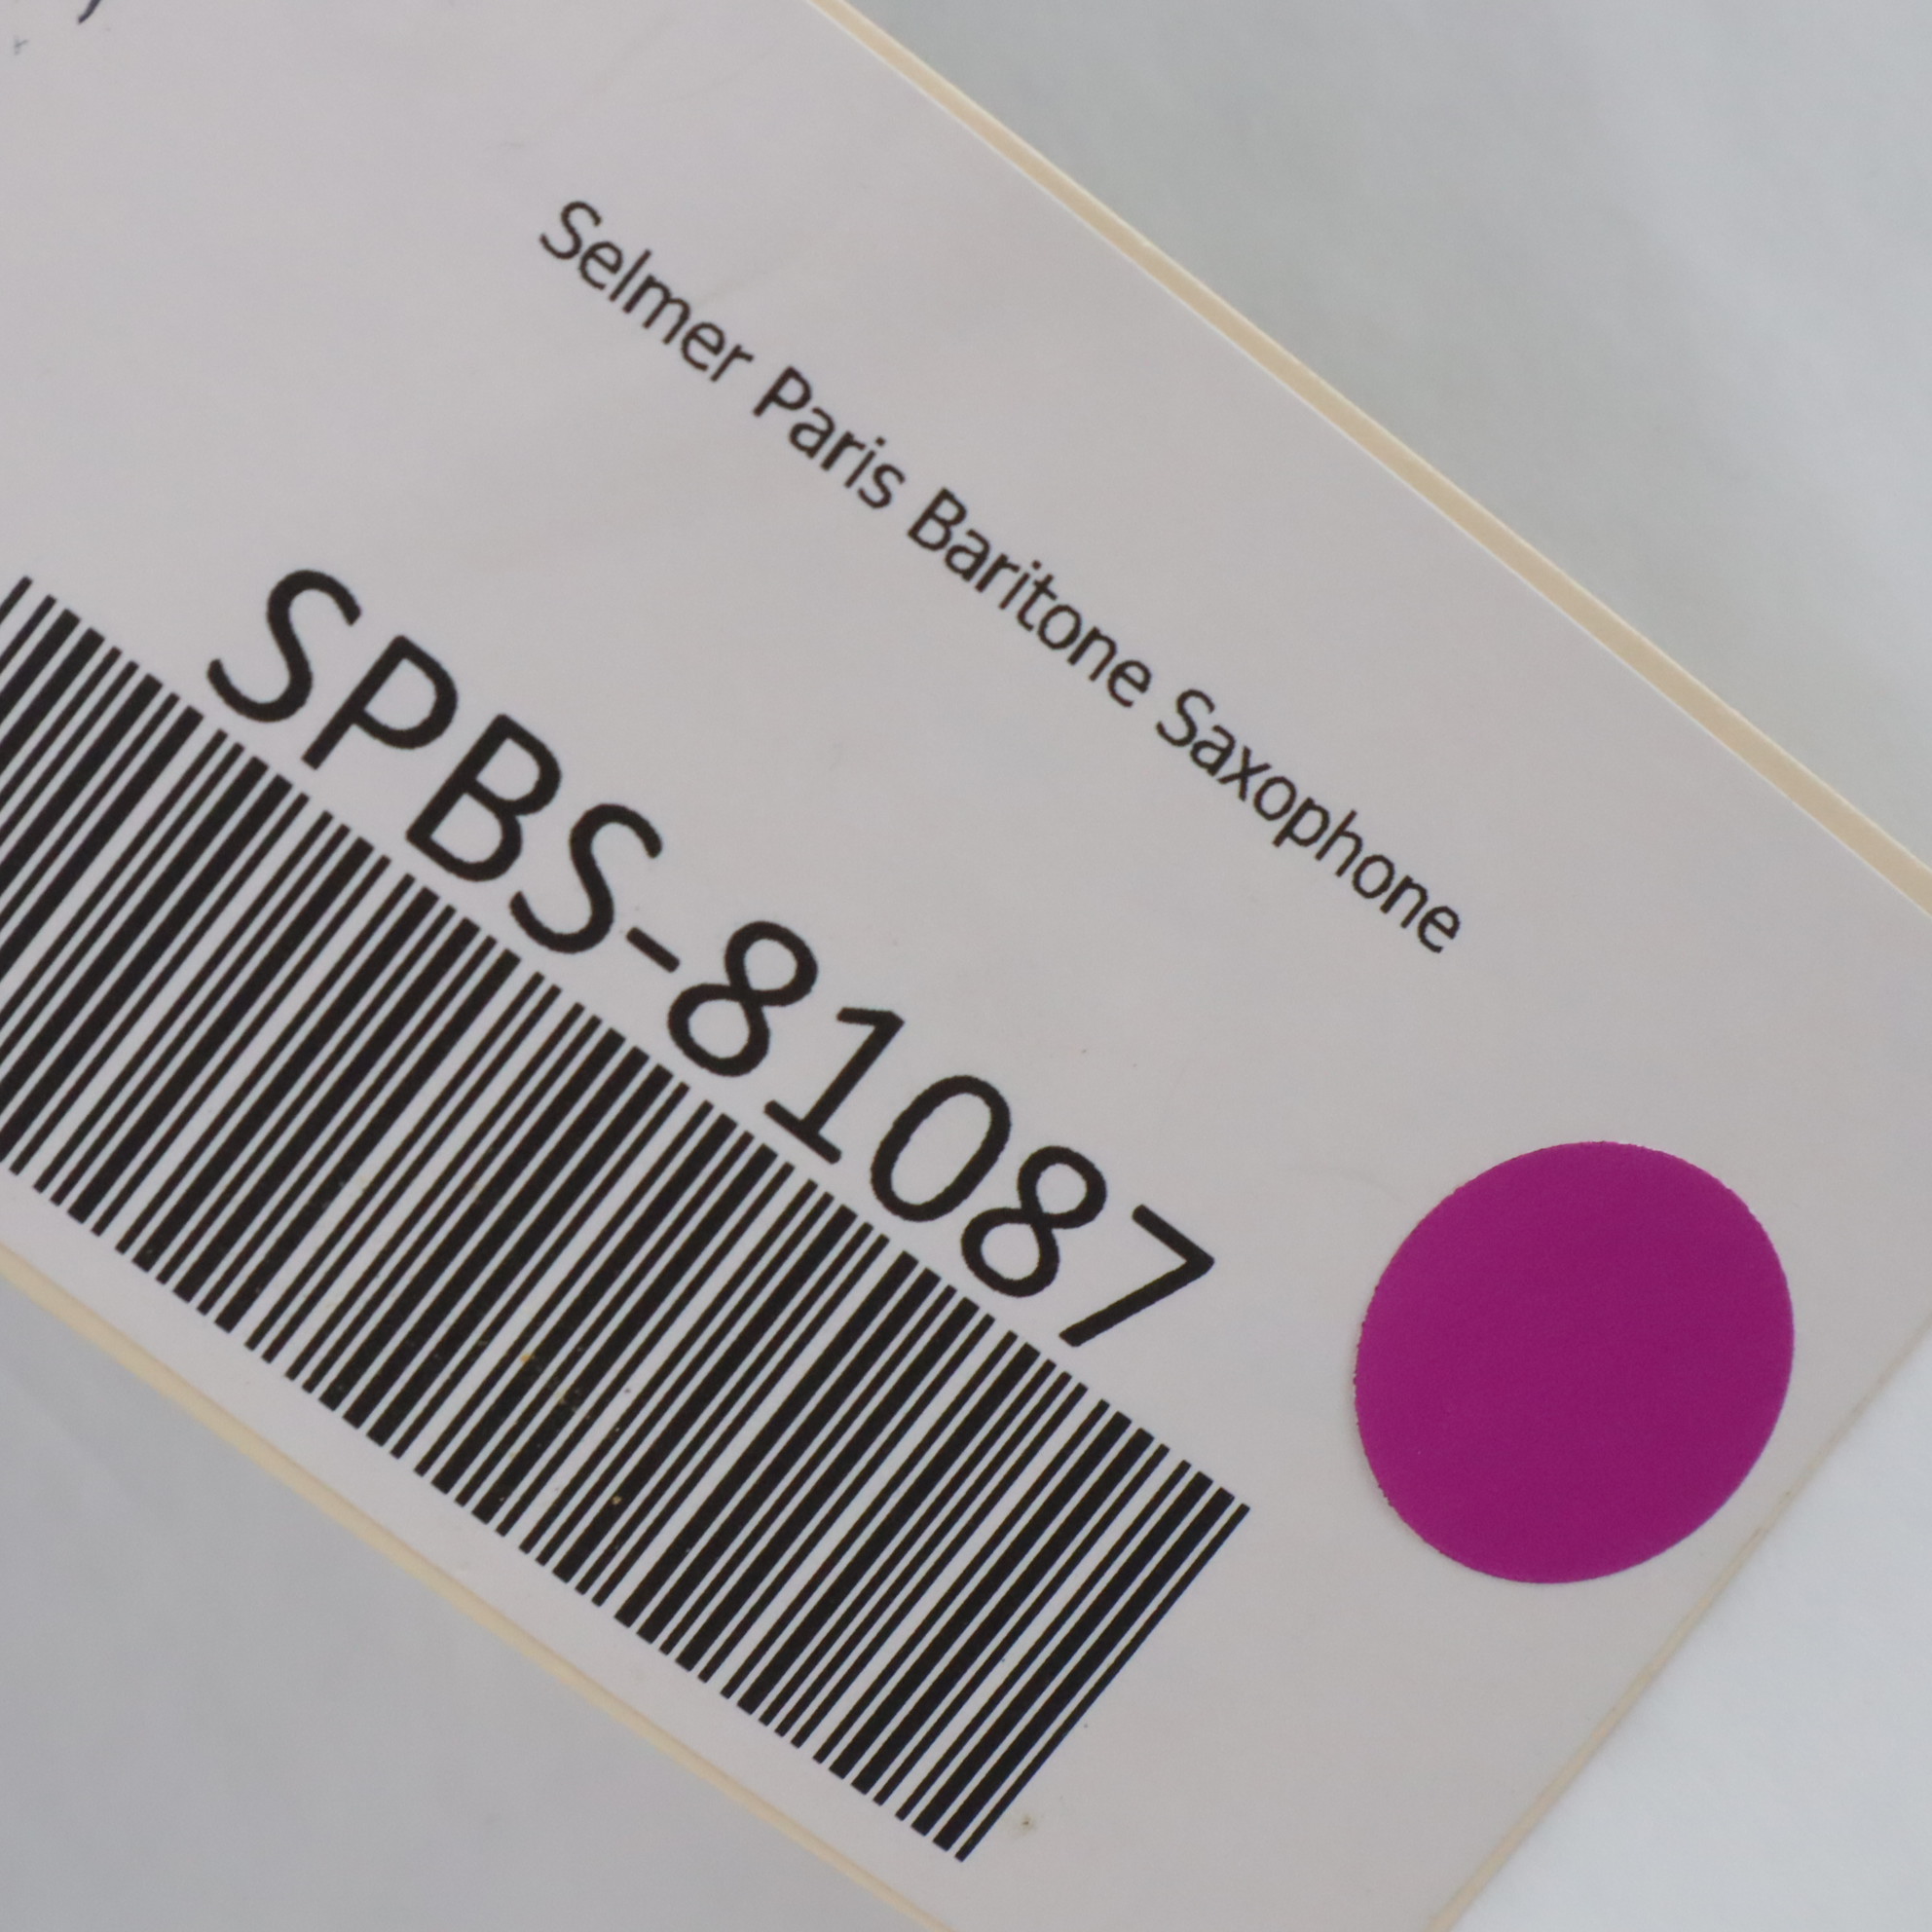 Selmer Paris Baritone Saxophone
SPBS-81087